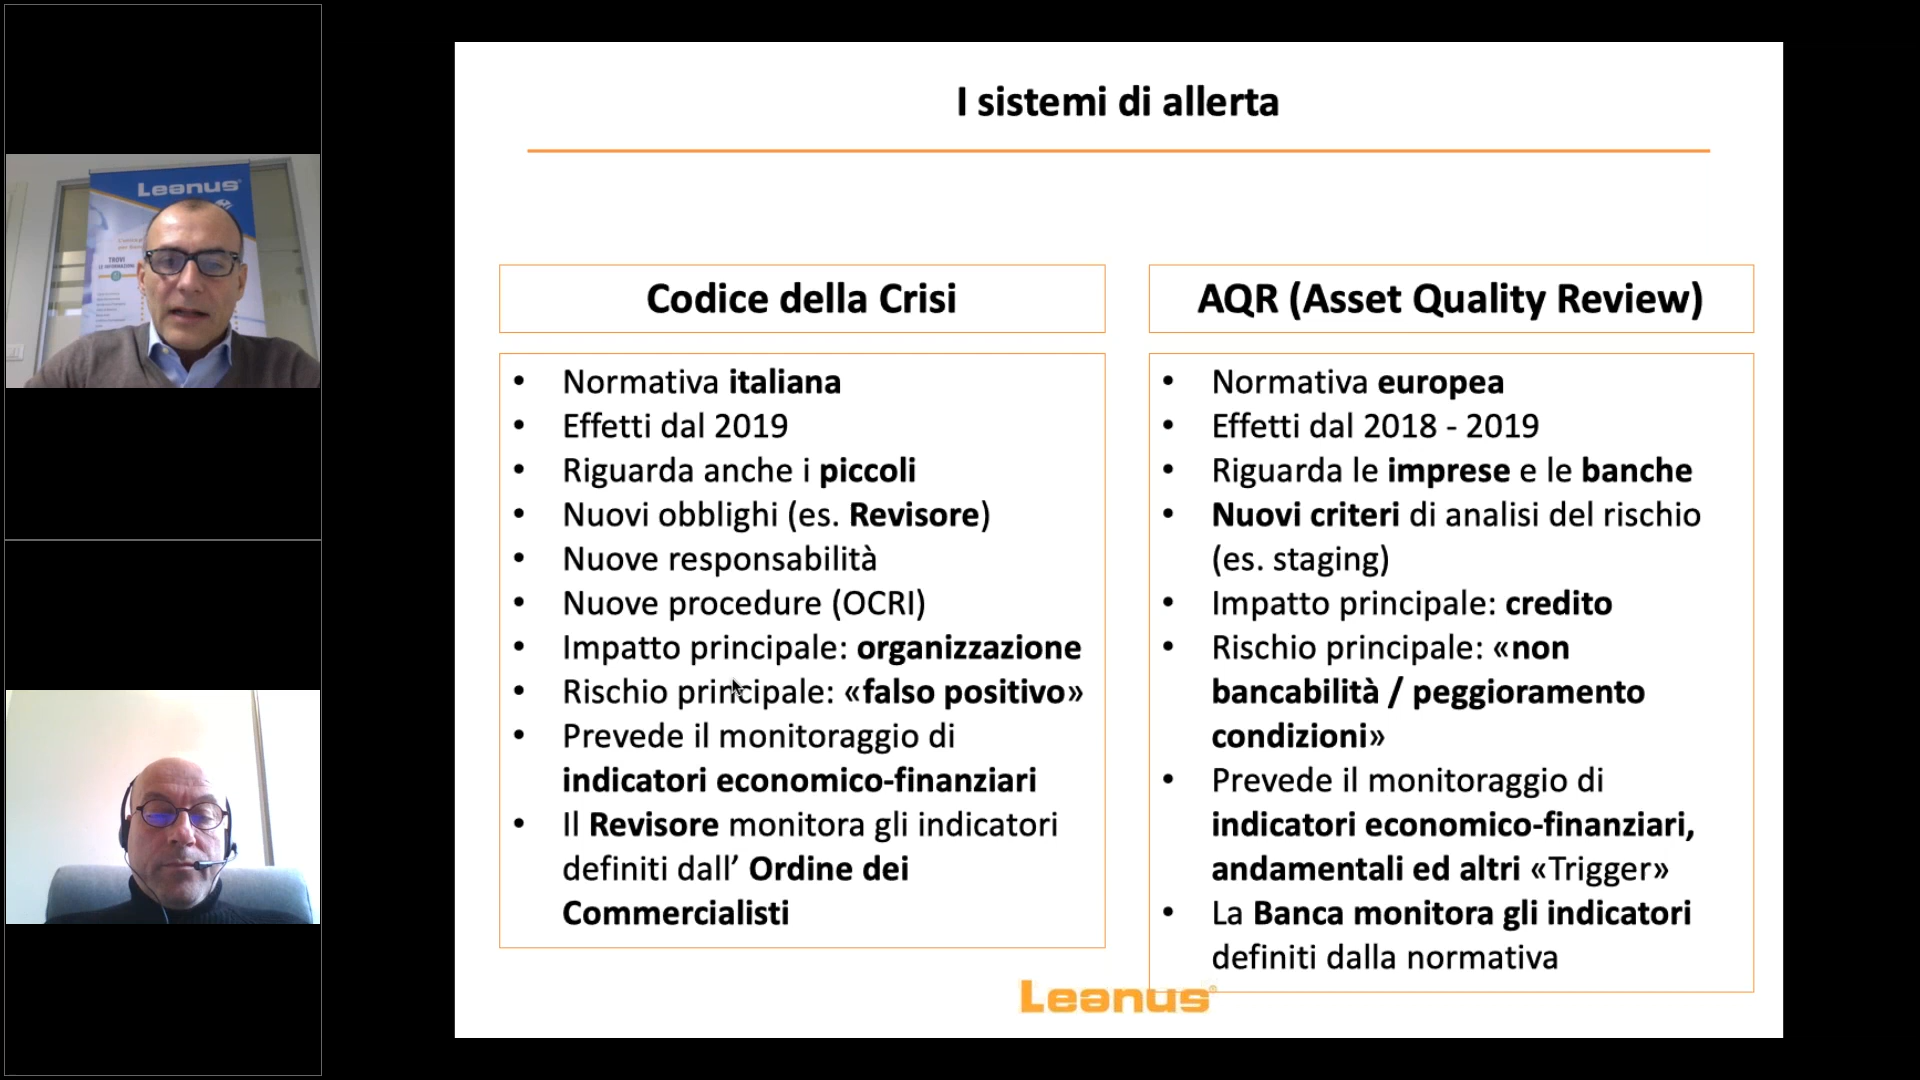 I sistemi di allerta
Codice della Crisi
• Normativa italiana
• Effetti dal 2019
• Riguarda anche i piccoli
• Nuovi obblighi (es. Revisore)
• Nuove responsabilità
• Nuove procedure (OCRI)
• Impatto principale: organizzazione
• Rischio principale: «falso positivo»
• Prevede il monitoraggio di
indicatori economico-finanziari
• Il Revisore monitora gli indicatori
definiti dall’ Ordine dei
Commercialisti
AQR (Asset Quality Review)
• Normativa europea
• Effetti dal 2018 - 2019
• Riguarda le imprese e le banche
• Nuovi criteri di analisi del rischio
(es. staging)
• Impatto principale: credito
• Rischio principale: «non
bancabilità / peggioramento
condizioni»
• Prevede il monitoraggio di
indicatori economico-finanziari,
andamentali ed altri «Trigger»
• La Banca monitora gli indicatori
definiti dalla normativa
Leanus®
Leanus®
TROVI
LE INFORMAZIONI